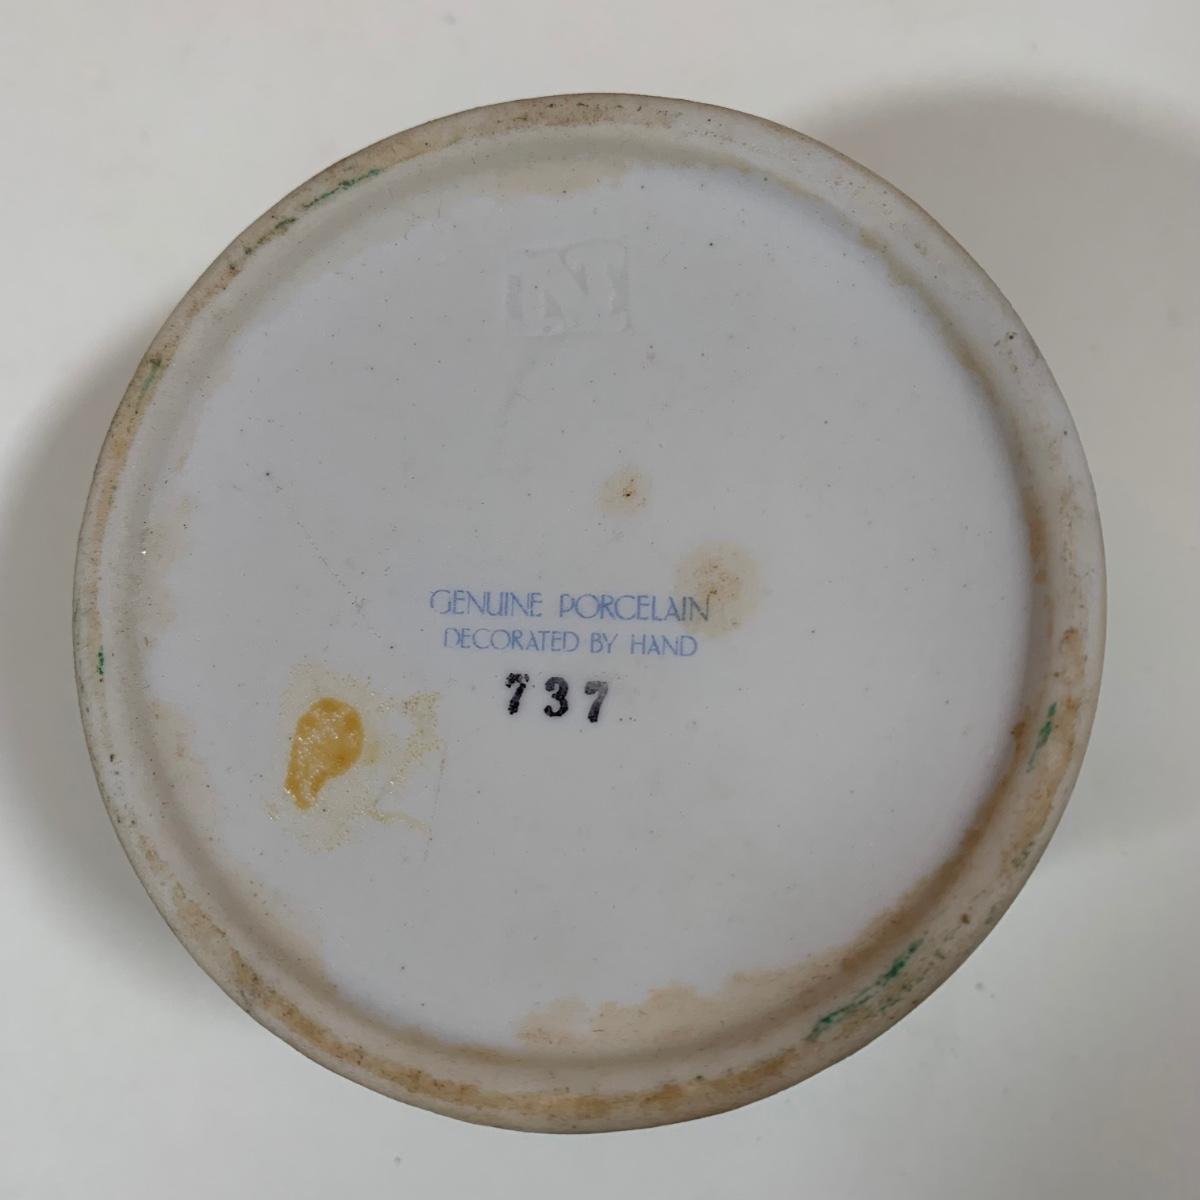 N
GENUINE PORCELAIN
DECORATED BY HAND
737